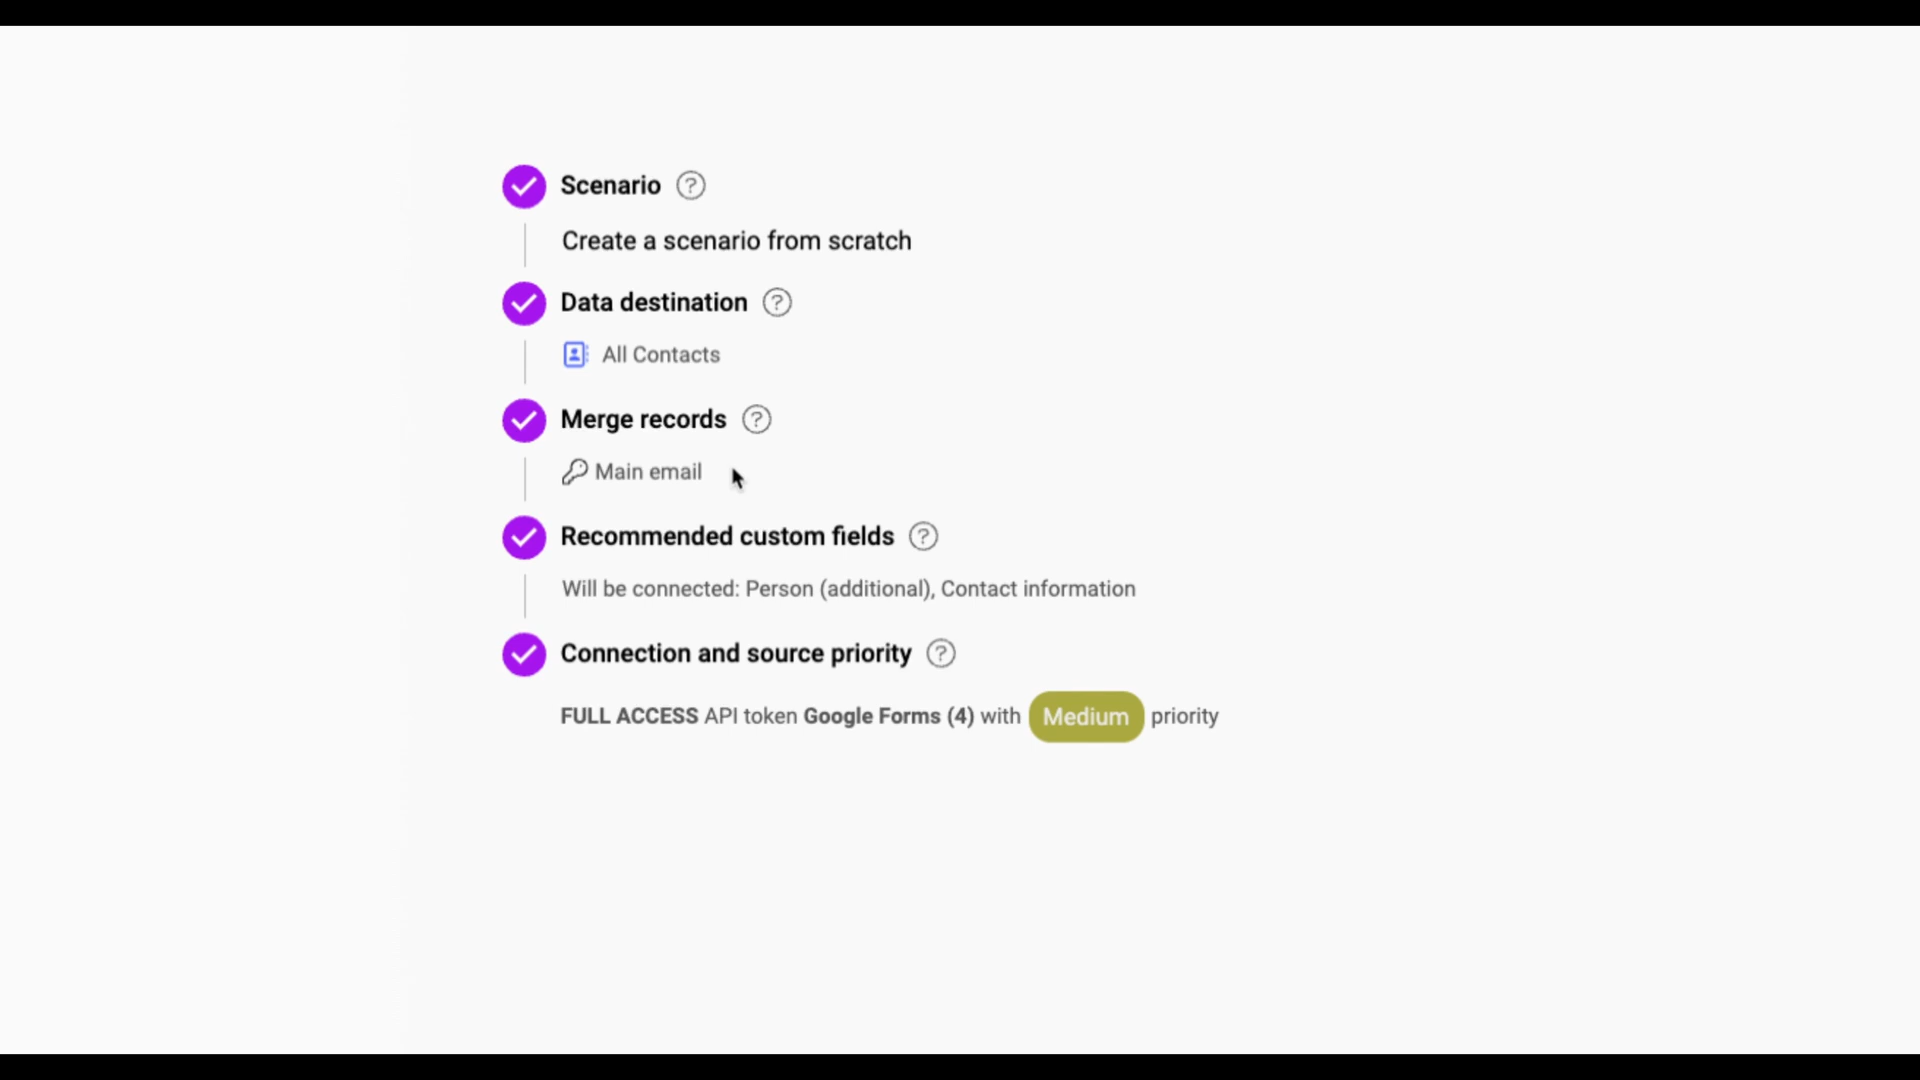 Scenario
Create a scenario from scratch
Data destination
All Contacts
Merge records
Main email
Recommended custom fields
Will be connected: Person (additional), Contact information
Connection and source priority
FULL ACCESS API token Google Forms (4) with Medium priority